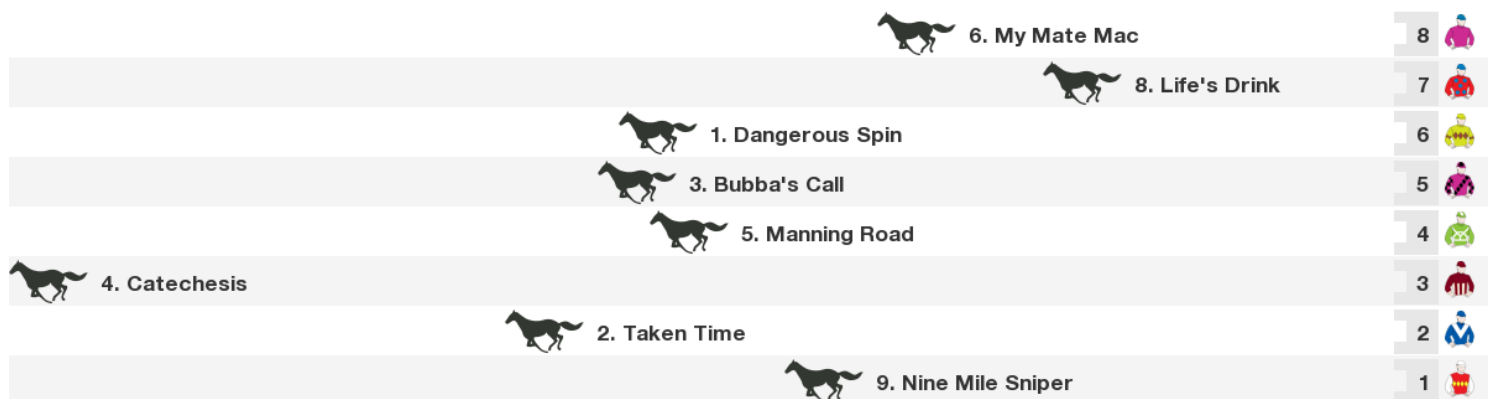 6. My Mate Mac 8
8. Life's Drink 7
1. Dangerous Spin 6
3. Bubba's Call 5
5. Manning Road 4
4. Catechesis 3
2. Taken Time 2
9. Nine Mile Sniper 1